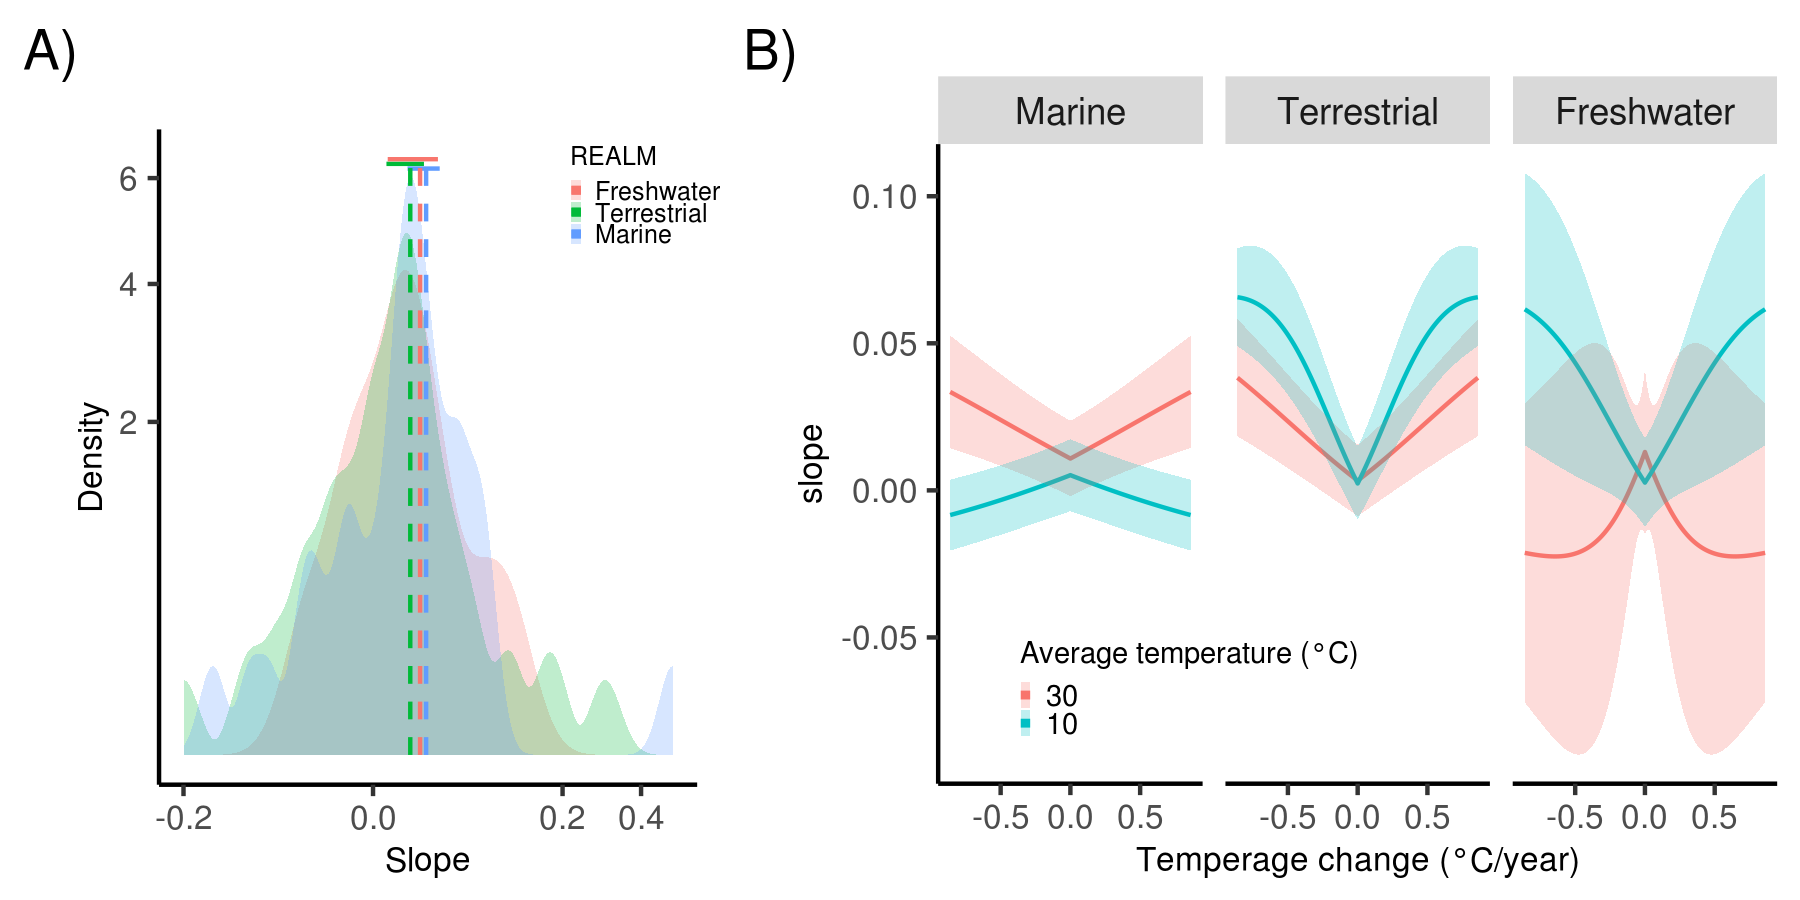 A)
B)
Marine
Terrestrial
Freshwater
REALM
Freshwater
Terrestrial
Marine
6
4
2
Density
-0.2
0.0
0.2
0.4
Slope
0.10
0.05
0.00
-0.05
slope
Average temperature (°C)
30
10
-0.5 0.0 0.5
-0.5 0.0 0.5
-0.5 0.0 0.5
Temperage change (°C/year)